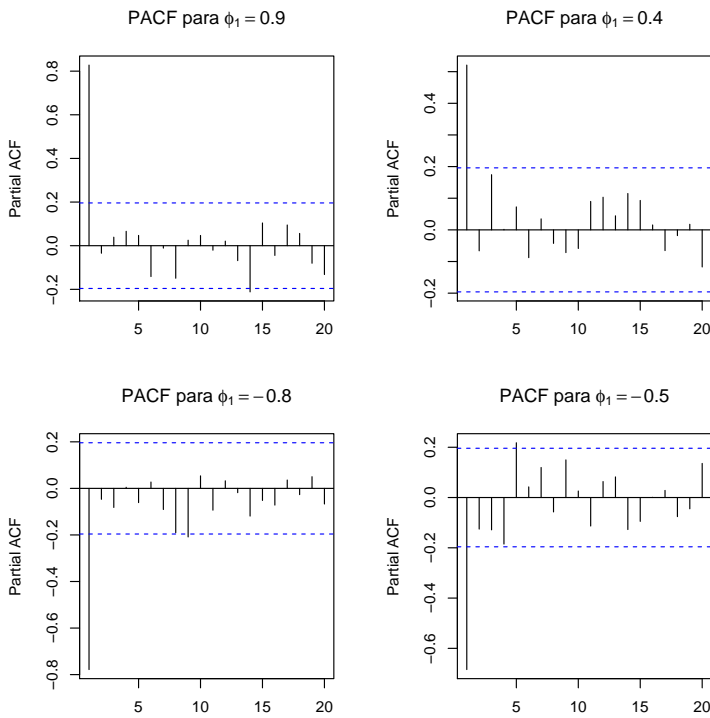 PACF para ϕ1 = 0.9
Partial ACF
0.8
0.6
0.4
0.2
0.0
−0.2
5 10 15 20
PACF para ϕ1 = 0.4
Partial ACF
0.4
0.2
0.0
−0.2
5 10 15 20
PACF para ϕ1 = −0.8
Partial ACF
0.2
0.0
−0.2
−0.4
−0.6
−0.8
5 10 15 20
PACF para ϕ1 = −0.5
Partial ACF
0.2
0.0
−0.2
−0.4
−0.6
5 10 15 20